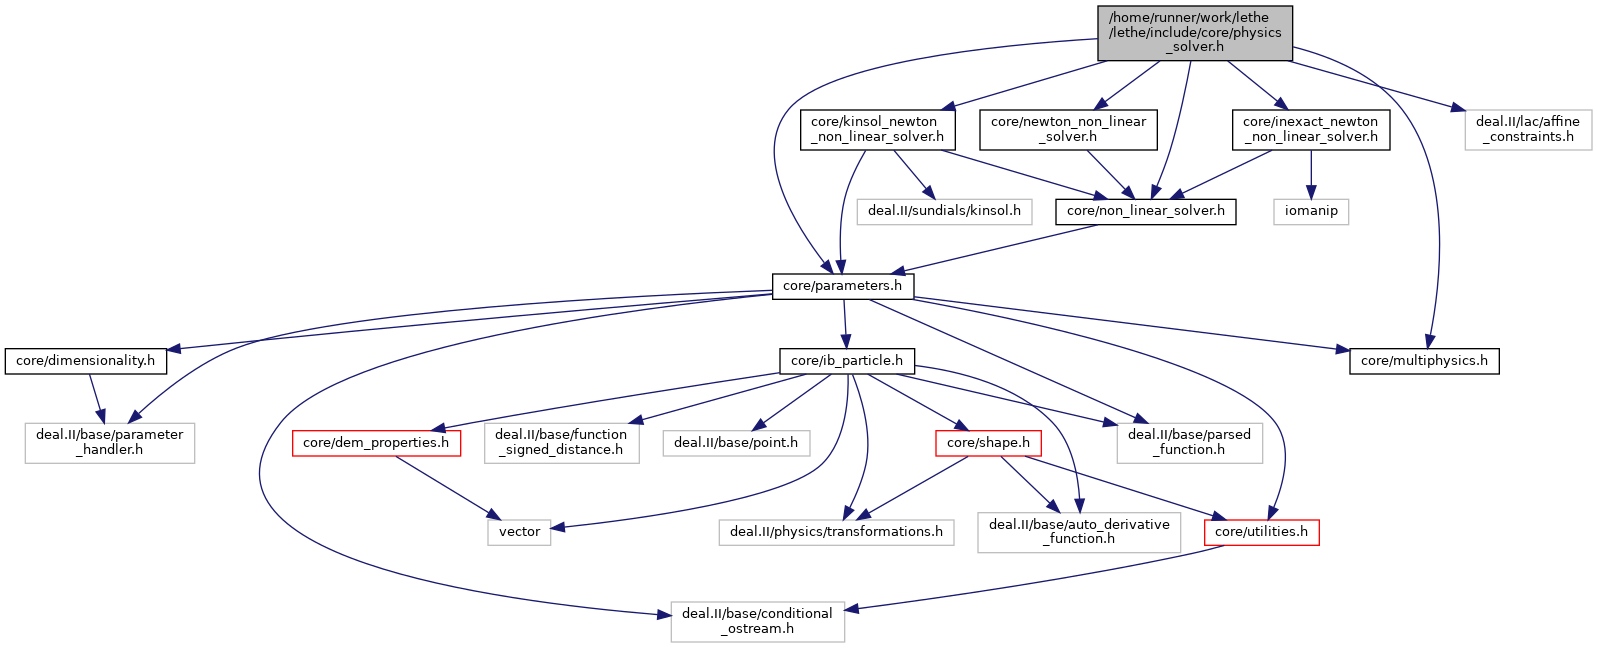 /home/runner/work/lethe
/lethe/include/core/physics
_solver.h
core/kinsol_newton
_non_linear_solver.h
core/newton_non_linear
_solver.h
core/inexact_newton
_non_linear_solver.h
deal.II/lac/affine
_constraints.h
deal.II/sundials/kinsol.h
core/non_linear_solver.h
iomanip
core/parameters.h
core/dimensionality.h
core/ib_particle.h
core/multiphysics.h
deal.II/base/parameter
_handler.h
core/dem_properties.h
deal.II/base/function
_signed_distance.h
deal.II/base/point.h
core/shape.h
deal.II/base/parsed
_function.h
vector
deal.II/physics/transformations.h
deal.II/base/auto_derivative
_function.h
core/utilities.h
deal.II/base/conditional
_ostream.h